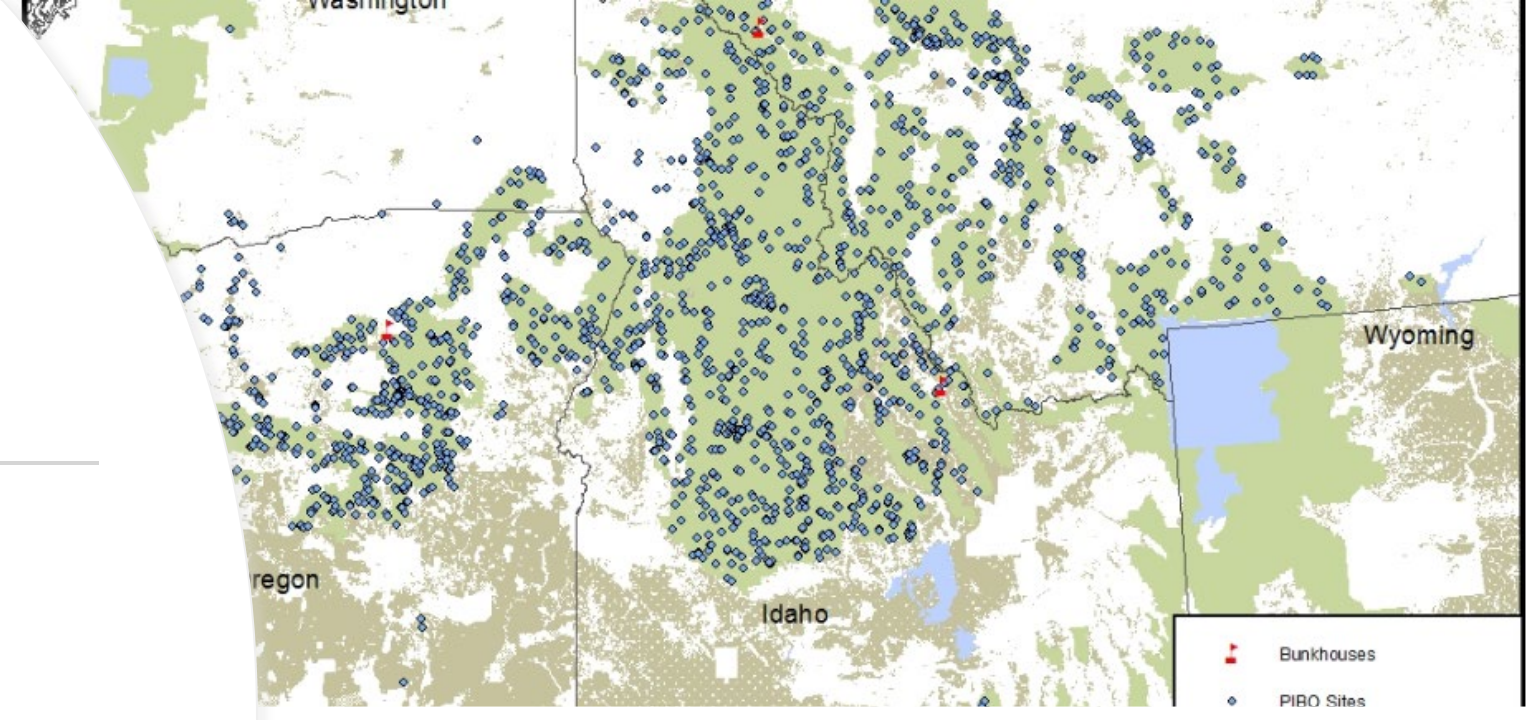 Washington
Wyoming
regon
Idaho
Bunkhouses
PIBO Sites